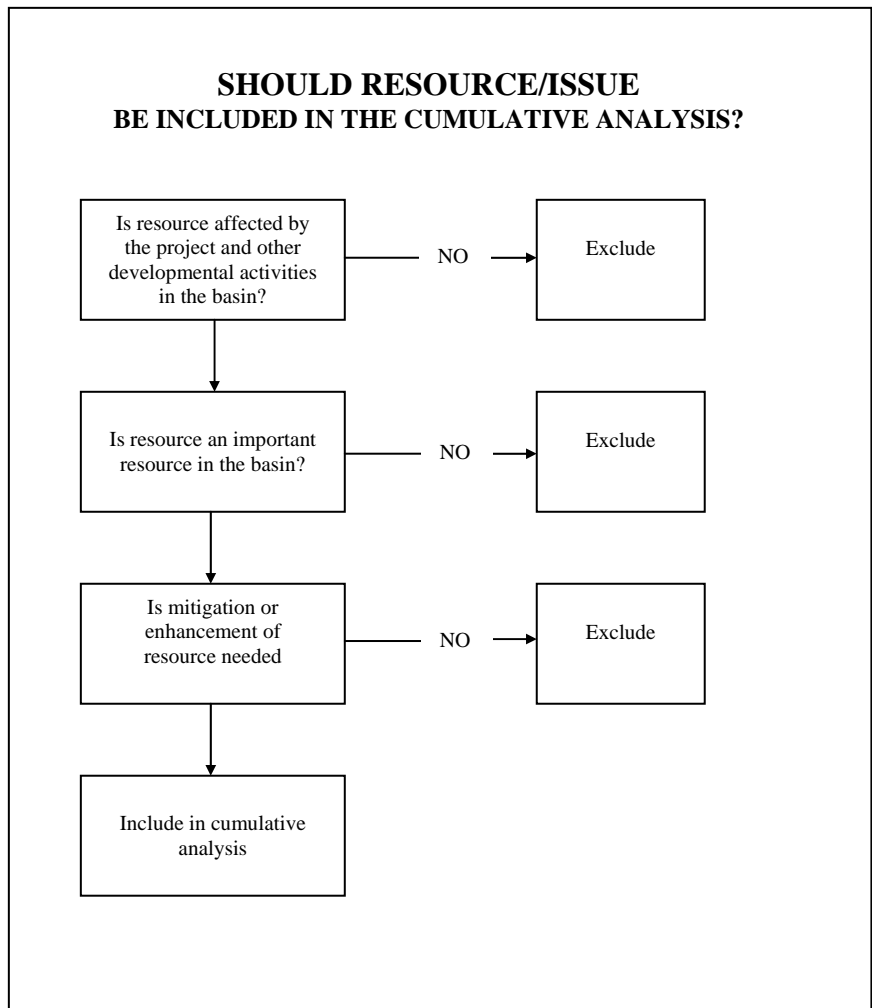 SHOULD RESOURCE/ISSUE
BE INCLUDED IN THE CUMULATIVE ANALYSIS?
Is resource affected by
the project and other
developmental activities
in the basin?
NO
Exclude
Is resource an important
resource in the basin?
NO
Exclude
Is mitigation or
enhancement of
resource needed
NO
Exclude
Include in cumulative
analysis